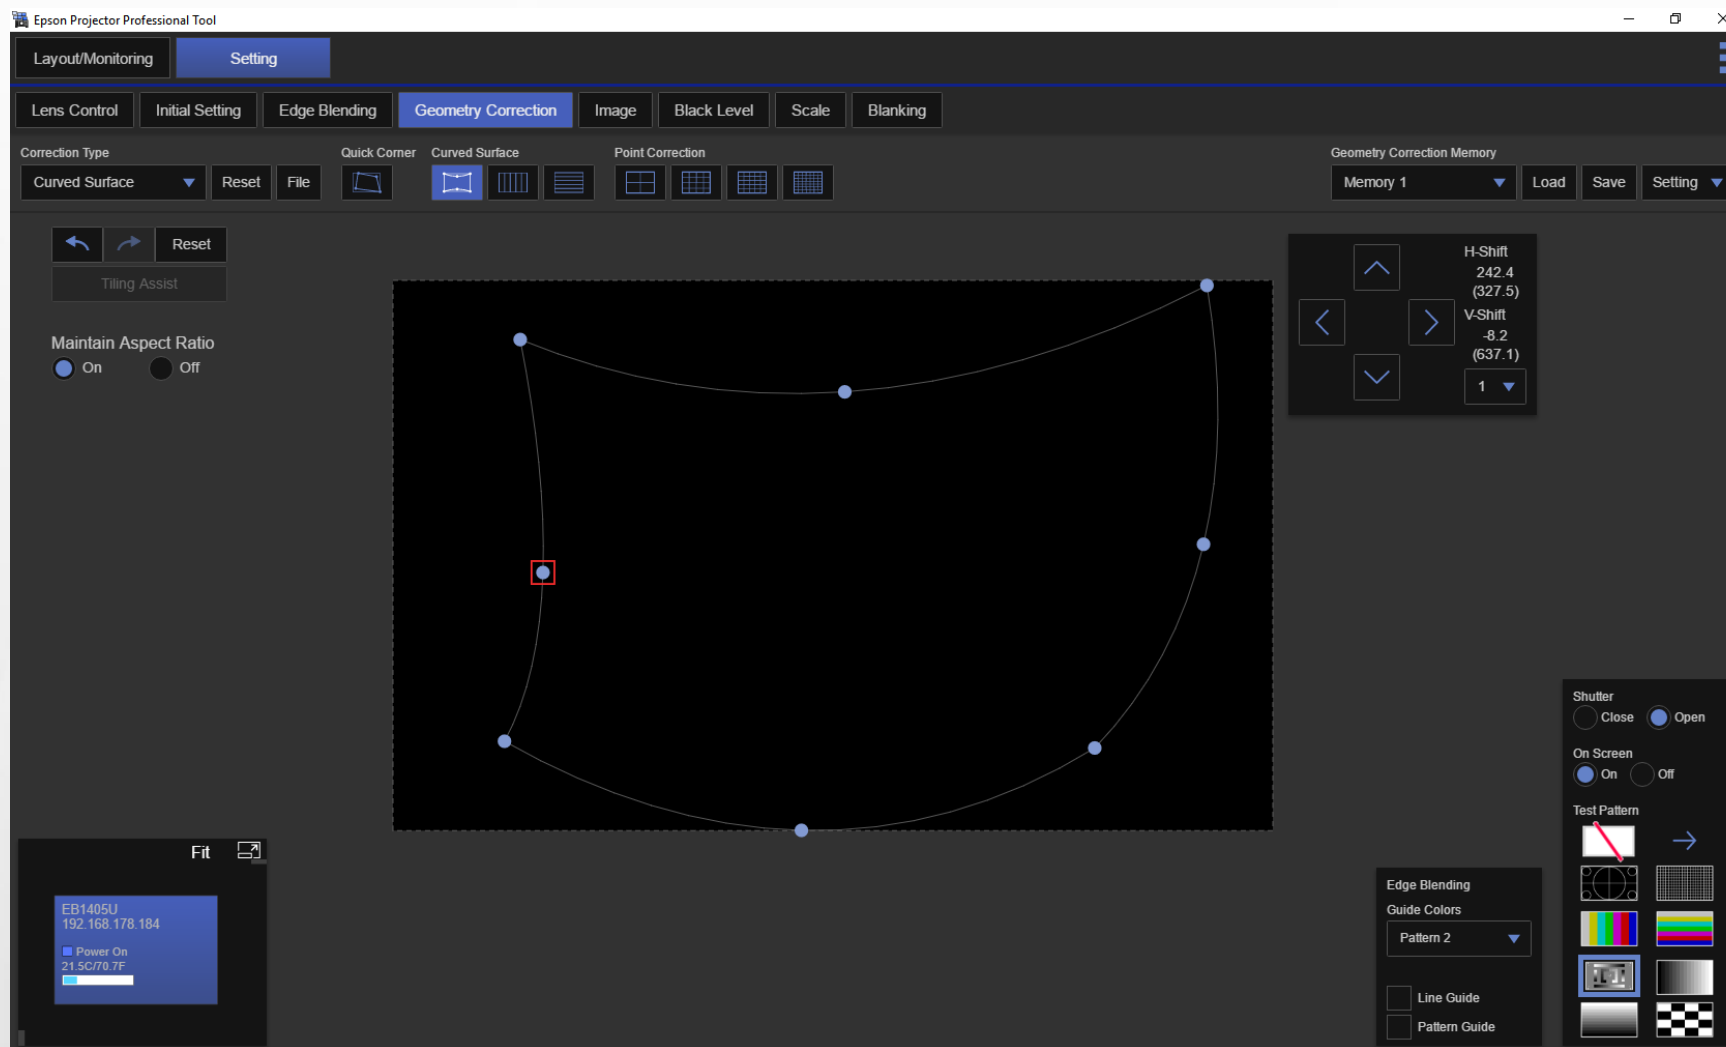 Epson Projector Professional Tool
Layout/Monitoring
Setting
Lens Control
Initial Setting
Edge Blending
Geometry Correction
Image
Black Level
Scale
Blanking
Correction Type
Quick Corner
Curved Surface
Point Correction
Geometry Correction Memory
Curved Surface
Reset
File
Memory 1
Load
Save
Setting
Reset
Tiling Assist
Maintain Aspect Ratio
On
Off
H-Shift
242.4
(327.5)
V-Shift
-8.2
(637.1)
1
Shutter
Close
Open
On Screen
On
Off
Test Pattern
Fit
EB1405U
192.168.178.184
Power On
21.5C/70.7F
Edge Blending
Guide Colors
Pattern 2
Line Guide
Pattern Guide